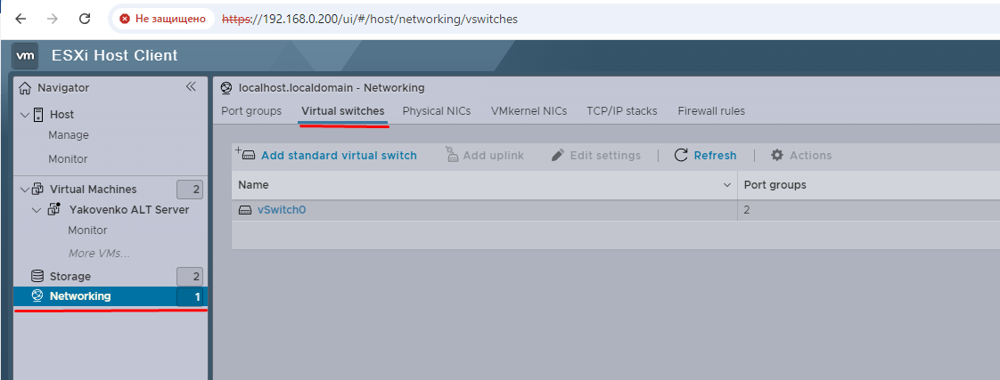 Не защищено https://192.168.0.200/ui/#/host/networking/vswitches
vm ESXi Host Client
Navigator
Host
Manage
Monitor
Virtual Machines 2
Yakovenko ALT Server
Monitor
More VMs...
Storage 2
Networking 1
localhost.localdomain - Networking
Port groups Virtual switches Physical NICs VMkernel NICs TCP/IP stacks Firewall rules
Add standard virtual switch Add uplink Edit settings | Refresh | Actions
Name Port groups
vSwitch0 2